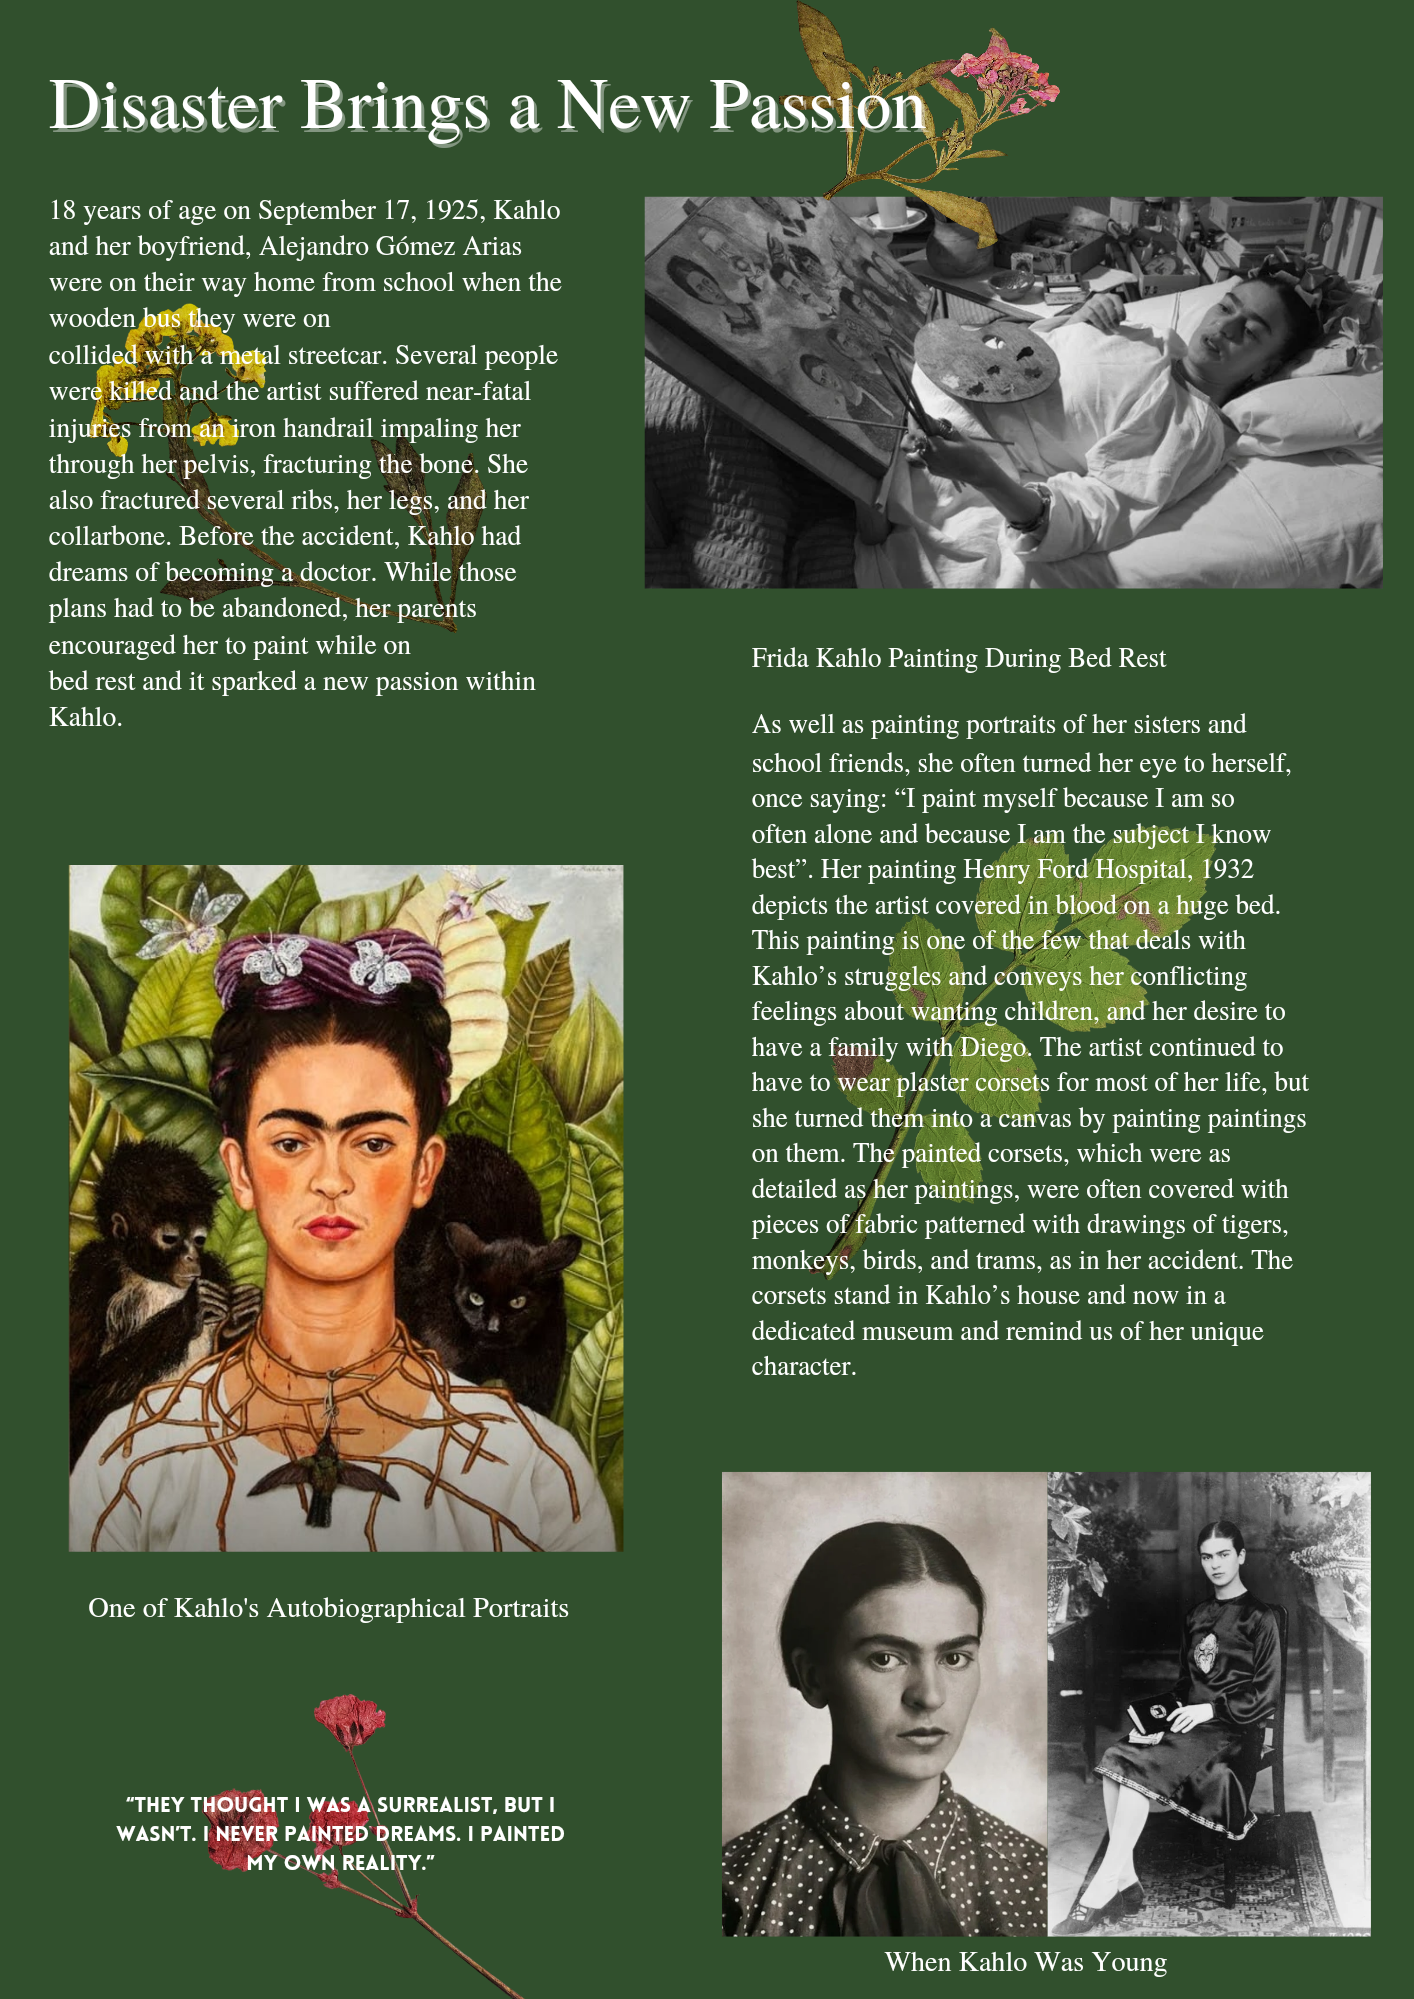 Disaster Brings a New Passion
18 years of age on September 17, 1925, Kahlo
and her boyfriend, Alejandro Gómez Arias
were on their way home from school when the
wooden bus they were on
collided with a metal streetcar. Several people
were killed and the artist suffered near-fatal
injuries from an iron handrail impaling her
through her pelvis, fracturing the bone. She
also fractured several ribs, her legs, and her
collarbone. Before the accident, Kahlo had
dreams of becoming a doctor. While those
plans had to be abandoned, her parents
encouraged her to paint while on
bed rest and it sparked a new passion within
Kahlo.
Frida Kahlo Painting During Bed Rest
As well as painting portraits of her sisters and
school friends, she often turned her eye to herself,
once saying: “I paint myself because I am so
often alone and because I am the subject I know
best”. Her painting Henry Ford Hospital, 1932
depicts the artist covered in blood on a huge bed.
This painting is one of the few that deals with
Kahlo’s struggles and conveys her conflicting
feelings about wanting children, and her desire to
have a family with Diego. The artist continued to
have to wear plaster corsets for most of her life, but
she turned them into a canvas by painting paintings
on them. The painted corsets, which were as
detailed as her paintings, were often covered with
pieces of fabric patterned with drawings of tigers,
monkeys, birds, and trams, as in her accident. The
corsets stand in Kahlo’s house and now in a
dedicated museum and remind us of her unique
character.
One of Kahlo's Autobiographical Portraits
“THEY THOUGHT I WAS A SURREALIST, BUT I
WASN’T. I NEVER PAINTED DREAMS. I PAINTED
MY OWN REALITY.”
When Kahlo Was Young